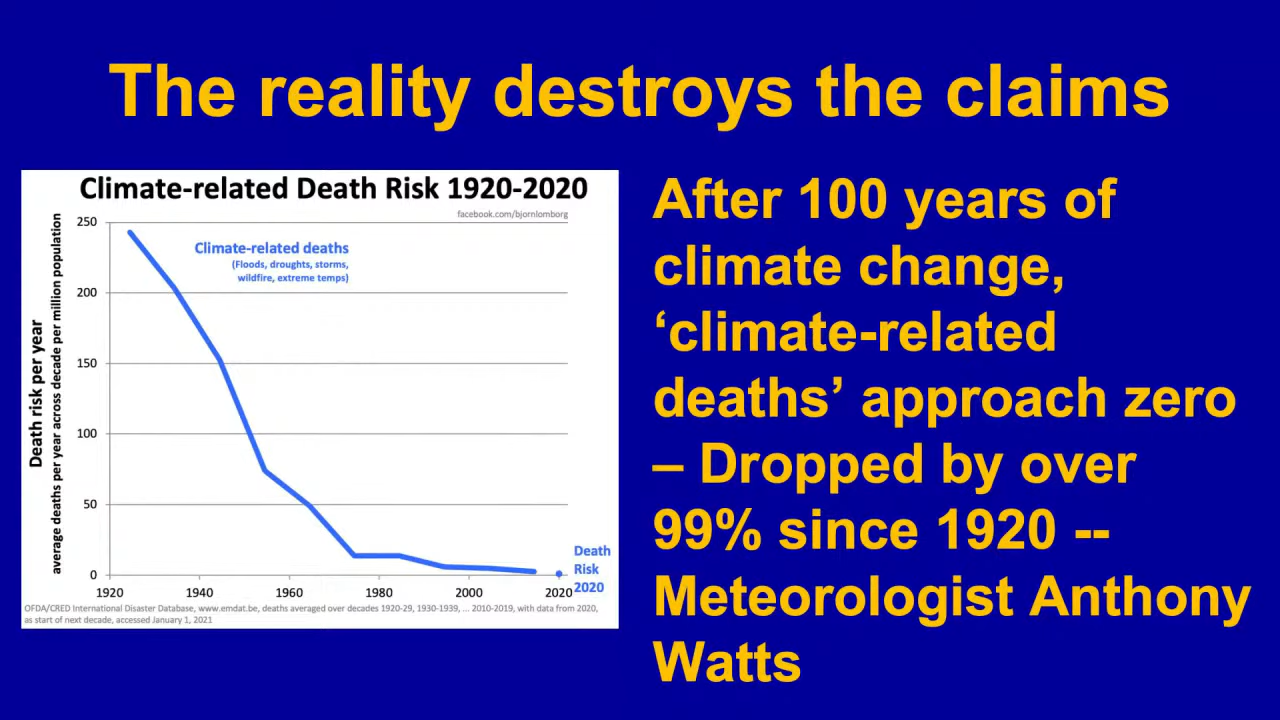 The reality destroys the claims
Climate-related Death Risk 1920-2020
facebook.com/bjornlomborg
Death risk per year
average deaths per year across decade per million population
250
200
150
100
50
0
Climate-related deaths
(Floods, droughts, storms,
wildfire, extreme temps)
Death
Risk
2020
1920
1940
1960
1980
2000
2020
OFDA/CRED International Disaster Database, www.emdat.be, deaths averaged over decades 1920-29, 1930-1939, ... 2010-2019, with data from 2020,
as start of next decade, accessed January 1, 2021
After 100 years of
climate change,
‘climate-related
deaths’ approach zero
– Dropped by over
99% since 1920 --
Meteorologist Anthony
Watts